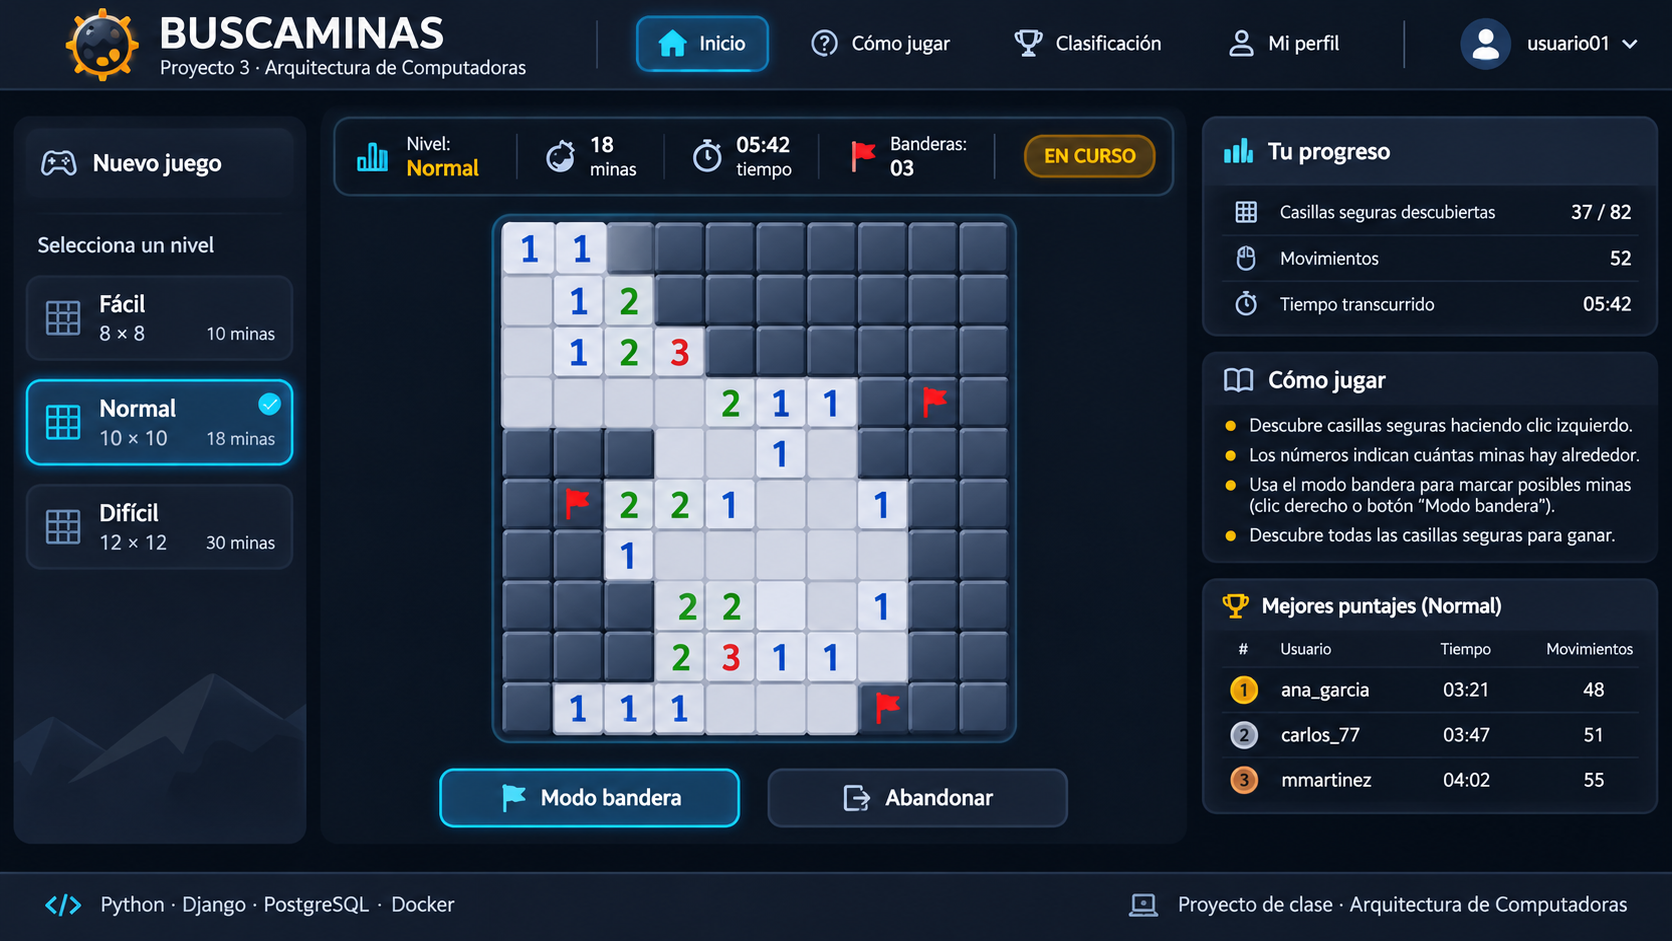 BUSCAMINAS
Proyecto 3 · Arquitectura de Computadoras
Inicio
Cómo jugar
Clasificación
Mi perfil
usuario01
Nuevo juego
Selecciona un nivel
Fácil
8 × 8 10 minas
Normal
10 × 10 18 minas
Difícil
12 × 12 30 minas
Nivel:
Normal
18
minas
05:42
tiempo
Banderas:
03
EN CURSO
1 1
1 2
1 2 3
2 1 1
1
2 2 1 1
1
2 2 1
2 3 1 1
1 1 1
Modo bandera
Abandonar
Tu progreso
Casillas seguras descubiertas 37 / 82
Movimientos 52
Tiempo transcurrido 05:42
Cómo jugar
Descubre casillas seguras haciendo clic izquierdo.
Los números indican cuántas minas hay alrededor.
Usa el modo bandera para marcar posibles minas
(clic derecho o botón “Modo bandera”).
Descubre todas las casillas seguras para ganar.
Mejores puntajes (Normal)
# Usuario Tiempo Movimientos
1 ana_garcia 03:21 48
2 carlos_77 03:47 51
3 mmartinez 04:02 55
Python · Django · PostgreSQL · Docker
Proyecto de clase · Arquitectura de Computadoras